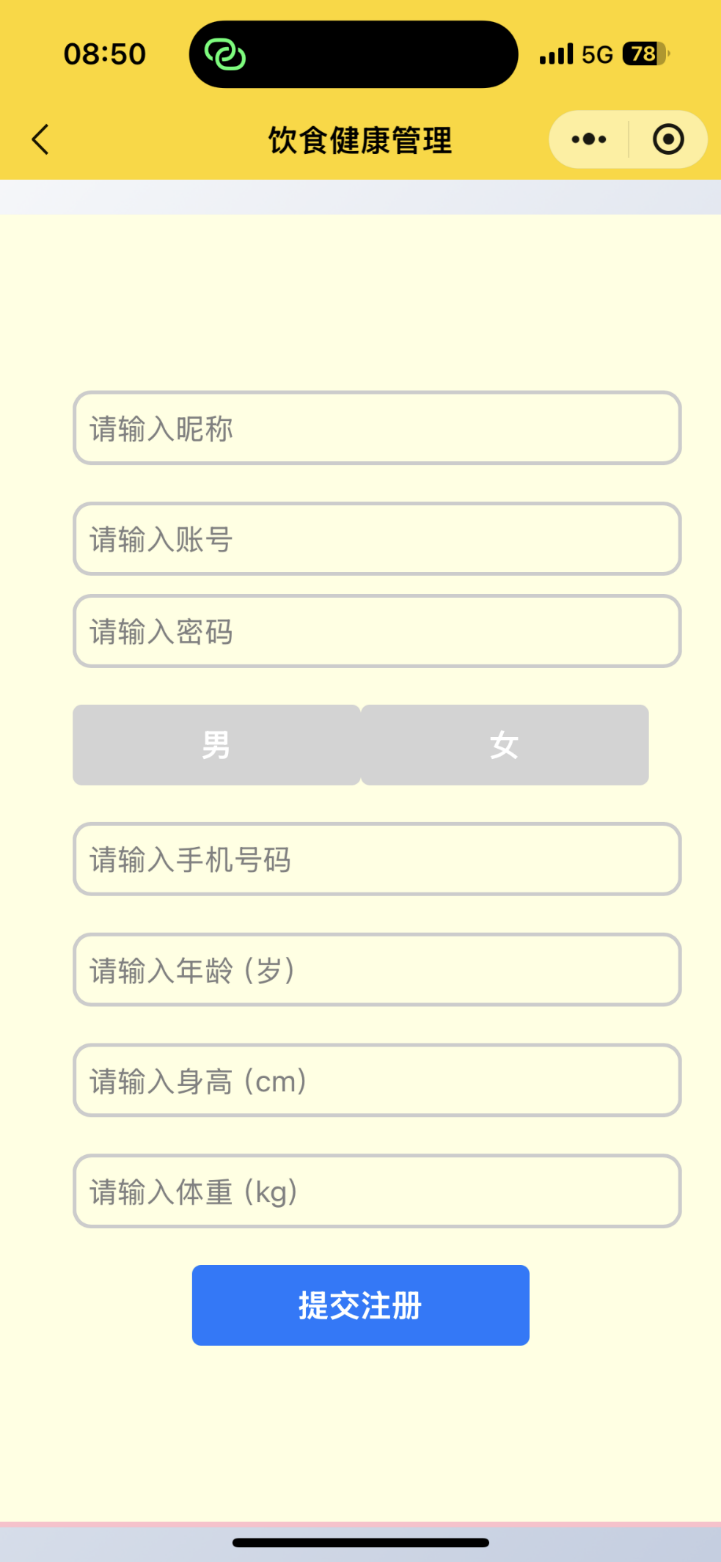 08:50
5G 78
饮食健康管理
请输入昵称
请输入账号
请输入密码
男 女
请输入手机号码
请输入年龄（岁）
请输入身高（cm）
请输入体重（kg）
提交注册